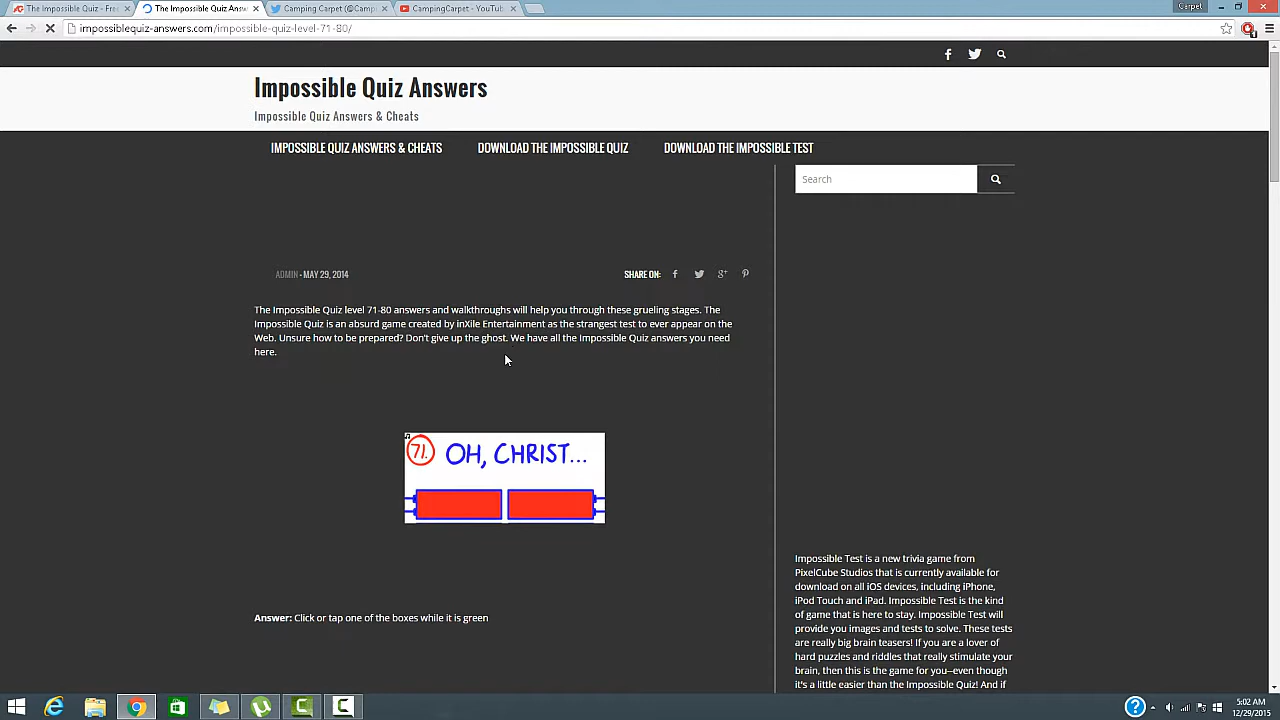 The Impossible Quiz - Free
The Impossible Quiz Answ
Camping Carpet (@Camp
CampingCarpet - YouTub
Carpet
impossiblequiz-answers.com/impossible-quiz-level-71-80/
Impossible Quiz Answers
Impossible Quiz Answers & Cheats
IMPOSSIBLE QUIZ ANSWERS & CHEATS
DOWNLOAD THE IMPOSSIBLE QUIZ
DOWNLOAD THE IMPOSSIBLE TEST
Search
ADMIN - MAY 29, 2014
SHARE ON:
The Impossible Quiz level 71-80 answers and walkthroughs will help you through these grueling stages. The
Impossible Quiz is an absurd game created by inXile Entertainment as the strangest test to ever appear on the
Web. Unsure how to be prepared? Don't give up the ghost. We have all the Impossible Quiz answers you need
here.
71. OH, CHRIST...
Answer: Click or tap one of the boxes while it is green
Impossible Test is a new trivia game from
PixelCube Studios that is currently available for
download on all iOS devices, including iPhone,
iPod Touch and iPad. Impossible Test is the kind
of game that is here to stay. Impossible Test will
provide you images and tests to solve. These tests
are really big brain teasers! If you are a lover of
hard puzzles and riddles that really stimulate your
brain, then this is the game for you—even though
it's a little easier than the Impossible Quiz! And if
5:02 AM
12/29/2015